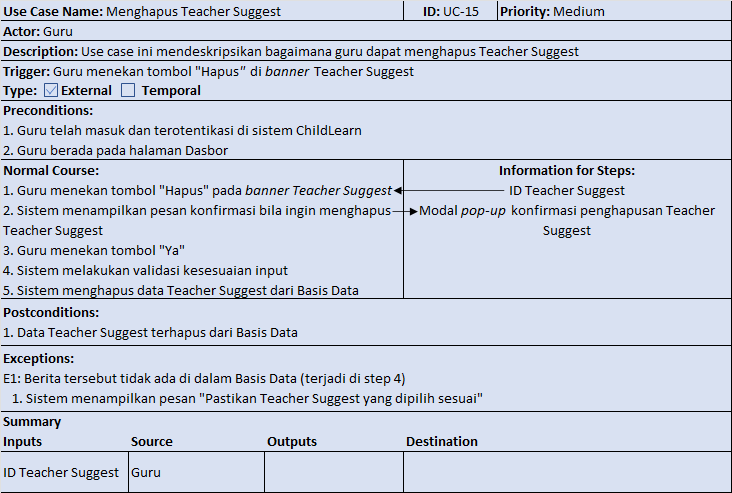 Use Case Name: Menghapus Teacher Suggest ID: UC-15 Priority: Medium
Actor: Guru
Description: Use case ini mendeskripsikan bagaimana guru dapat menghapus Teacher Suggest
Trigger: Guru menekan tombol "Hapus" di banner Teacher Suggest
Type: External Temporal
Preconditions:
1. Guru telah masuk dan terotentikasi di sistem ChildLearn
2. Guru berada pada halaman Dasbor
Normal Course:
1. Guru menekan tombol "Hapus" pada banner Teacher Suggest
2. Sistem menampilkan pesan konfirmasi bila ingin menghapus
Teacher Suggest
3. Guru menekan tombol "Ya"
4. Sistem melakukan validasi kesesuaian input
5. Sistem menghapus data Teacher Suggest dari Basis Data
Information for Steps:
ID Teacher Suggest
Modal pop-up konfirmasi penghapusan Teacher
Suggest
Postconditions:
1. Data Teacher Suggest terhapus dari Basis Data
Exceptions:
E1: Berita tersebut tidak ada di dalam Basis Data (terjadi di step 4)
1. Sistem menampilkan pesan "Pastikan Teacher Suggest yang dipilih sesuai"
Summary
Inputs Source Outputs Destination
ID Teacher Suggest Guru